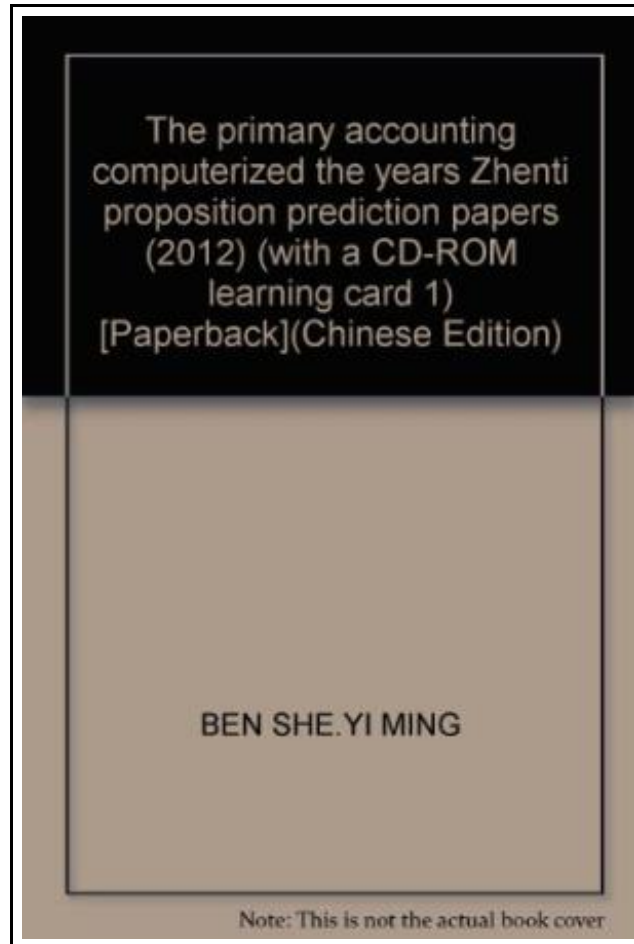 The primary accounting
computerized the years Zhenti
proposition prediction papers
(2012) (with a CD-ROM
learning card 1)
[Paperback](Chinese Edition)
BEN SHE.YI MING
Note: This is not the actual book cover